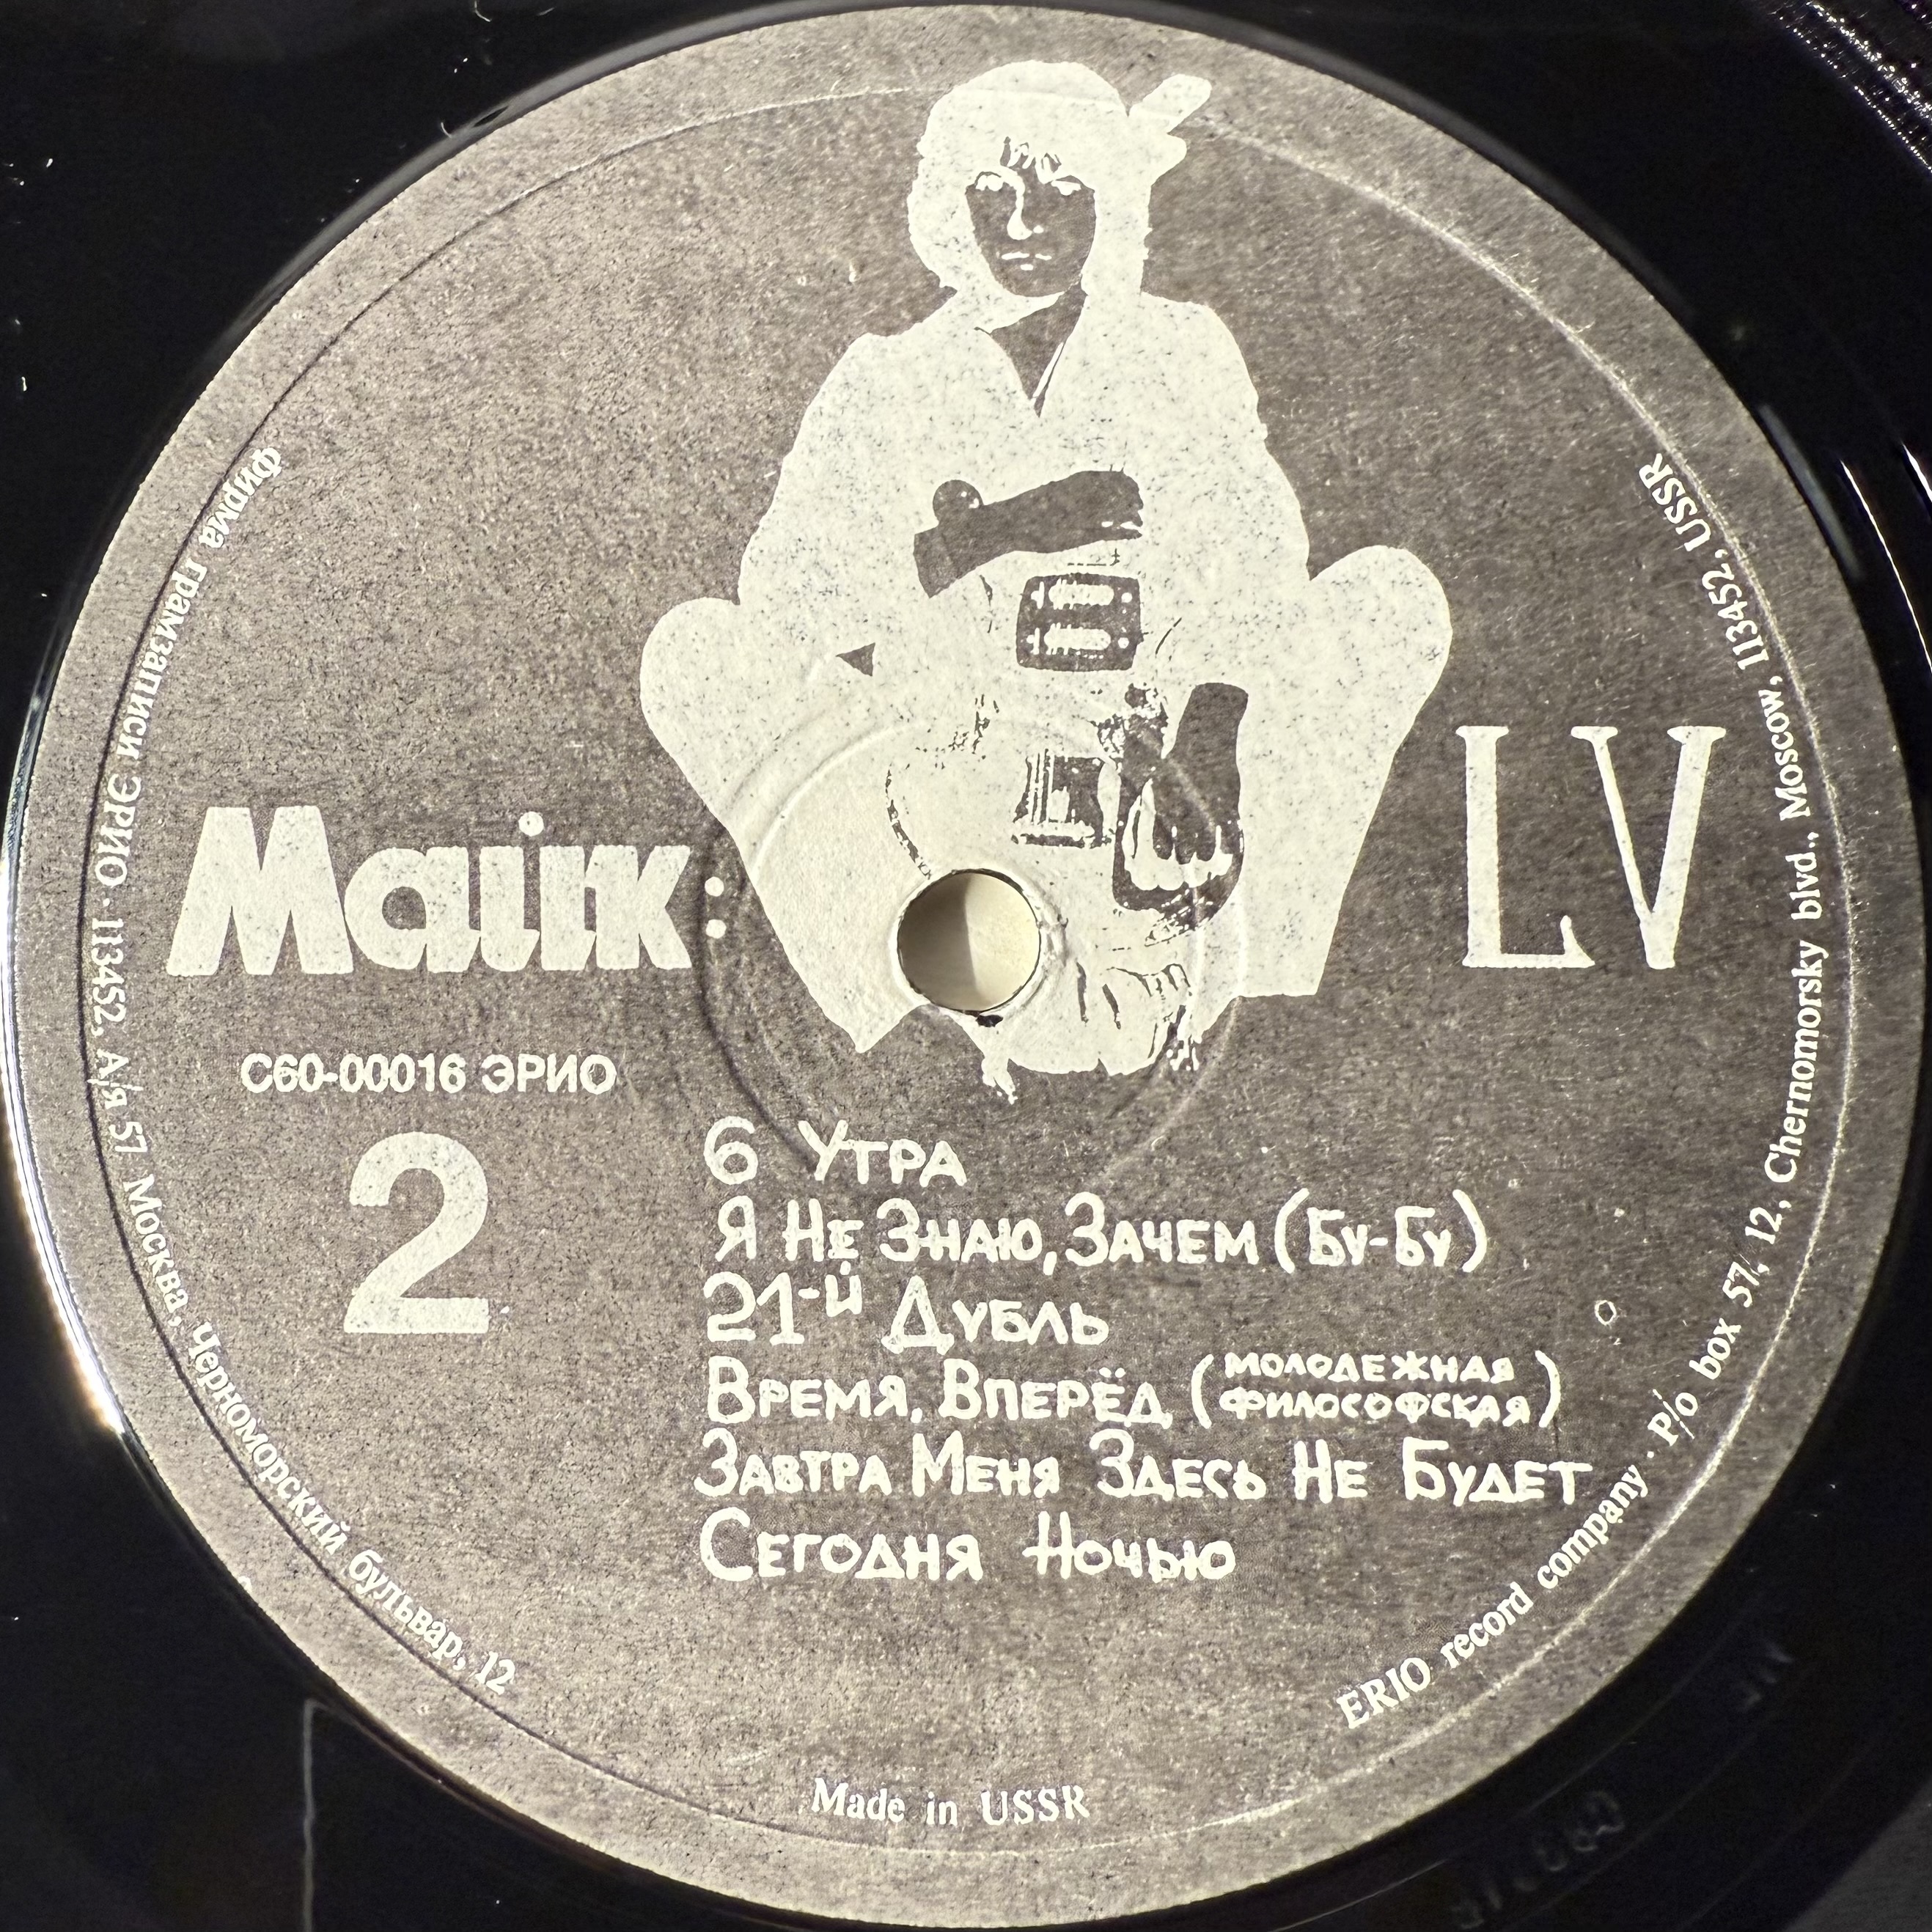 Майк:
LV
С60-00016 ЭРИО
2
6 Утра
Я Не Знаю, Зачем (Бу-Бу)
21-й Дубль
Время, Вперёд (молодежная философская)
Завтра Меня Здесь Не Будет
Сегодня Ночью
Фирма грамзаписи ЭРИО · 113452, А/я 57 Москва, Черноморский бульвар, 12
Made in USSR
ERIO record company · P/o box 57, 12, Chernomorsky blvd., Moscow, 113452, USSR